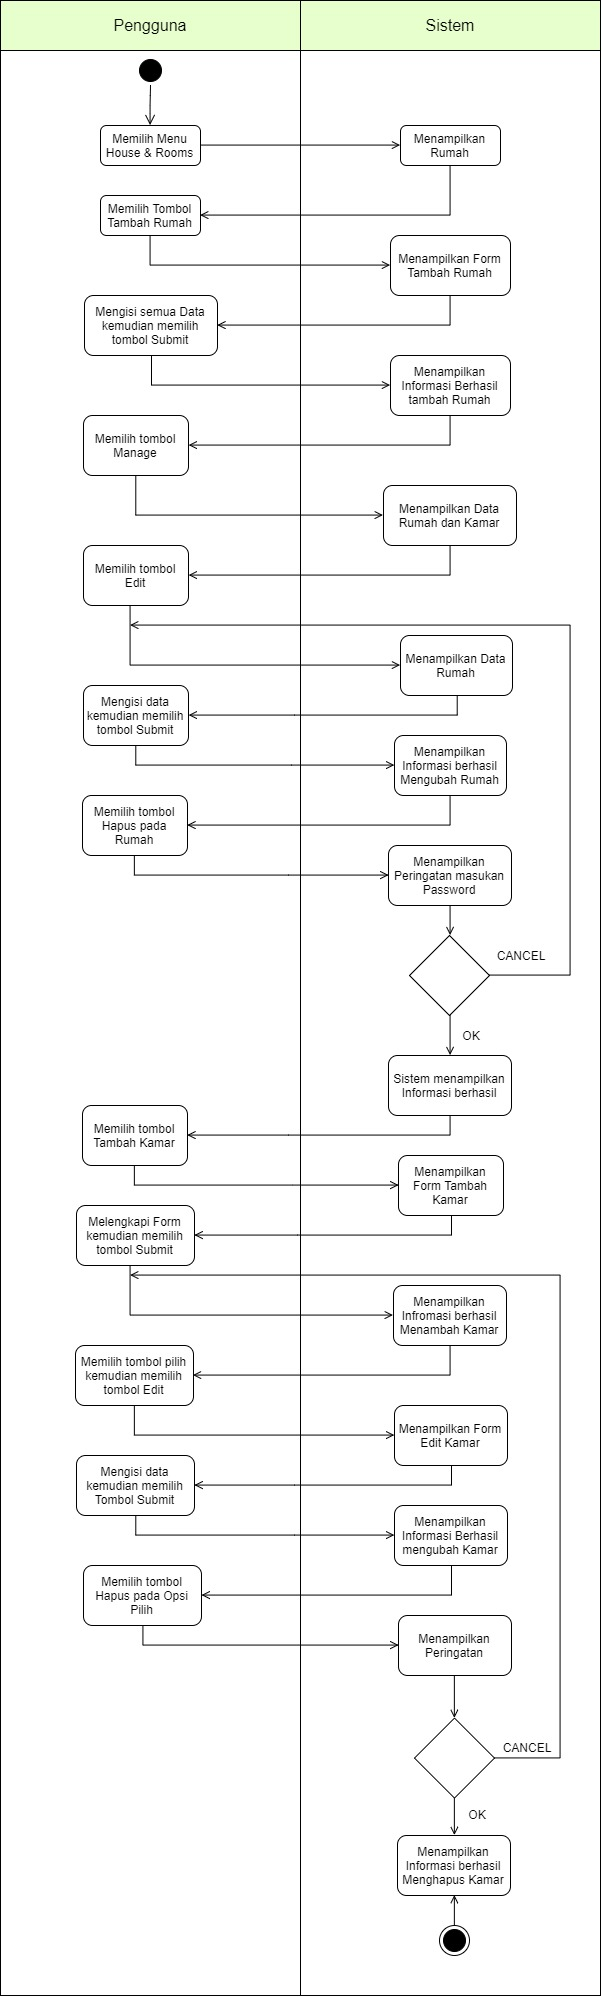 Pengguna
Sistem
Memilih Menu
House & Rooms
Menampilkan
Rumah
Memilih Tombol
Tambah Rumah
Menampilkan Form
Tambah Rumah
Mengisi semua Data
kemudian memilih
tombol Submit
Menampilkan
Informasi Berhasil
tambah Rumah
Memilih tombol
Manage
Menampilkan Data
Rumah dan Kamar
Memilih tombol
Edit
Menampilkan Data
Rumah
Mengisi data
kemudian memilih
tombol Submit
Menampilkan
Informasi berhasil
Mengubah Rumah
Memilih tombol
Hapus pada
Rumah
Menampilkan
Peringatan masukan
Password
CANCEL
OK
Sistem menampilkan
Informasi berhasil
Memilih tombol
Tambah Kamar
Menampilkan
Form Tambah
Kamar
Melengkapi Form
kemudian memilih
tombol Submit
Menampilkan
Infromasi berhasil
Menambah Kamar
Memilih tombol pilih
kemudian memilih
tombol Edit
Menampilkan Form
Edit Kamar
Mengisi data
kemudian memilih
Tombol Submit
Menampilkan
Informasi Berhasil
mengubah Kamar
Memilih tombol
Hapus pada Opsi
Pilih
Menampilkan
Peringatan
CANCEL
OK
Menampilkan
Informasi berhasil
Menghapus Kamar